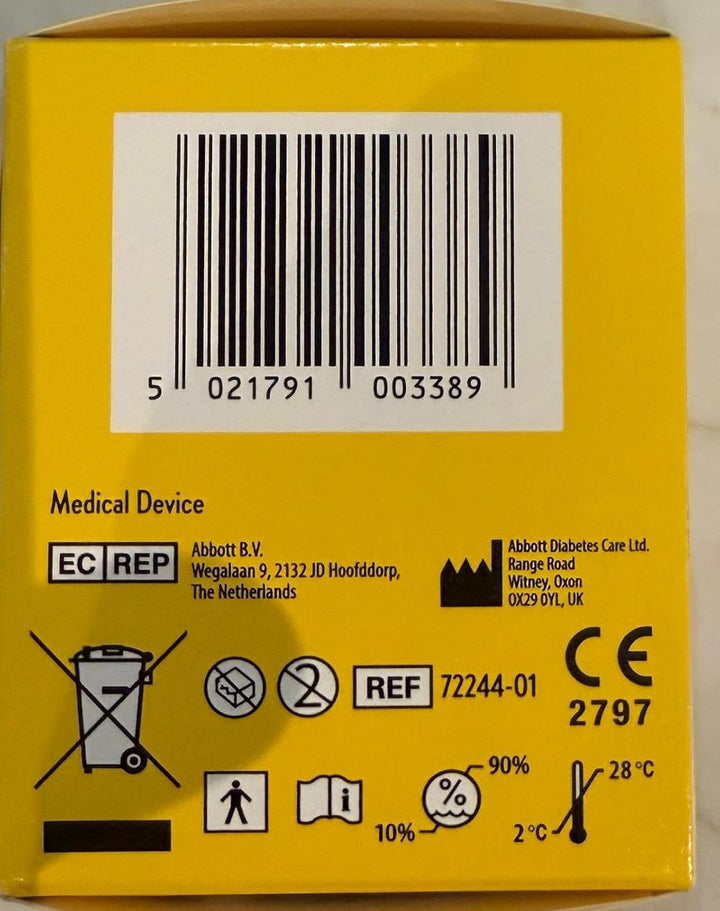 5 021791 003389
Medical Device
EC REP
Abbott B.V.
Wegalaan 9, 2132 JD Hoofddorp,
The Netherlands
Abbott Diabetes Care Ltd.
Range Road
Witney, Oxon
OX29 0YL, UK
2
REF 72244-01
CE
2797
i
10% % 90%
2°C 28°C